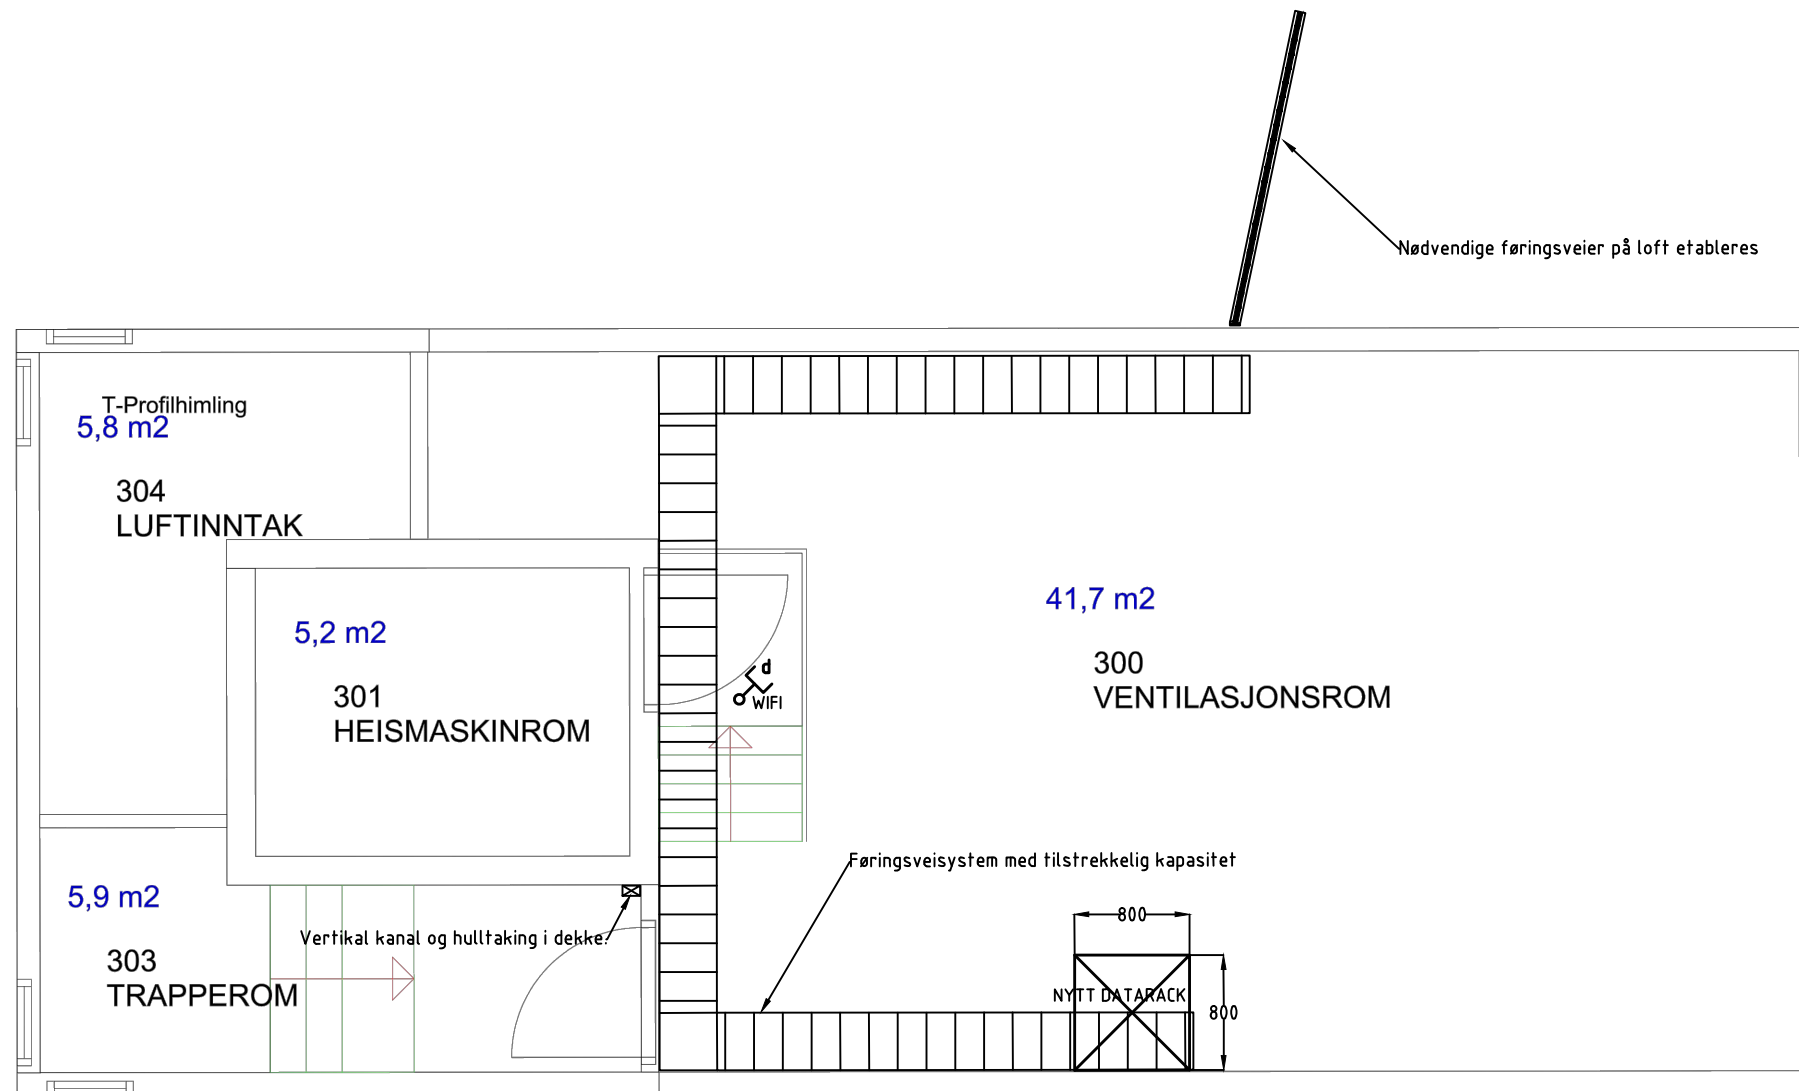 Nødvendige føringsveier på loft etableres
T-Profilhimling
5,8 m2
304
LUFTINNTAK
5,2 m2
301
HEISMASKINROM
d
WIFI
41,7 m2
300
VENTILASJONSROM
Føringsveisystem med tilstrekkelig kapasitet
5,9 m2
303
TRAPPEROM
Vertikal kanal og hulltaking i dekke.
800
NYTT DATARACK
800